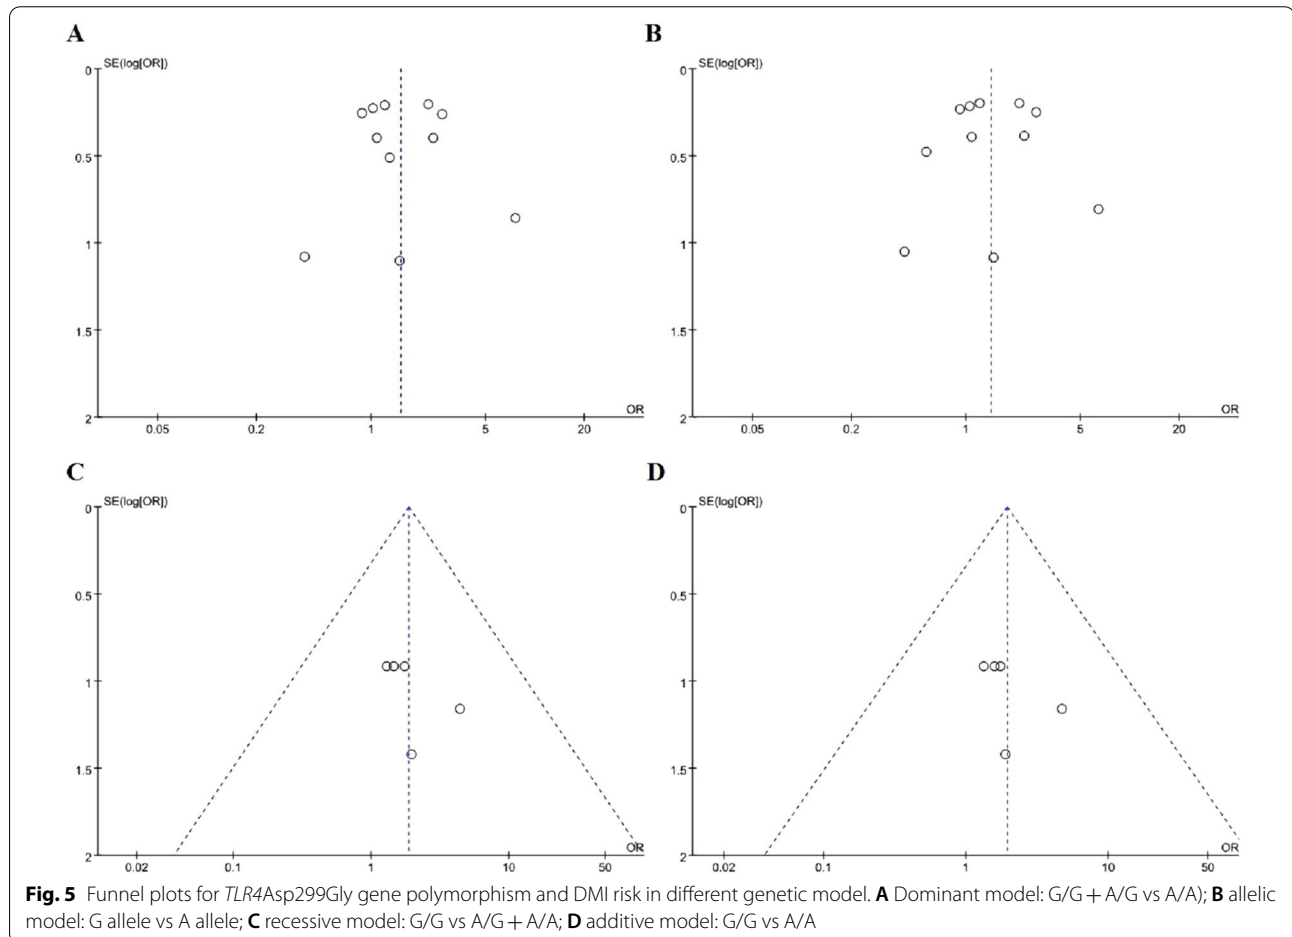 A
SE(log[OR])
0
0.5
1
1.5
2
OR
0.05 0.2 1 5 20
B
SE(log[OR])
0
0.5
1
1.5
2
OR
0.05 0.2 1 5 20
C
SE(log[OR])
0
0.5
1
1.5
2
OR
0.02 0.1 1 10 50
D
SE(log[OR])
0
0.5
1
1.5
2
OR
0.02 0.1 1 10 50
Fig. 5 Funnel plots for TLR4Asp299Gly gene polymorphism and DMI risk in different genetic model. A Dominant model: G/G + A/G vs A/A); B allelic
model: G allele vs A allele; C recessive model: G/G vs A/G + A/A; D additive model: G/G vs A/A